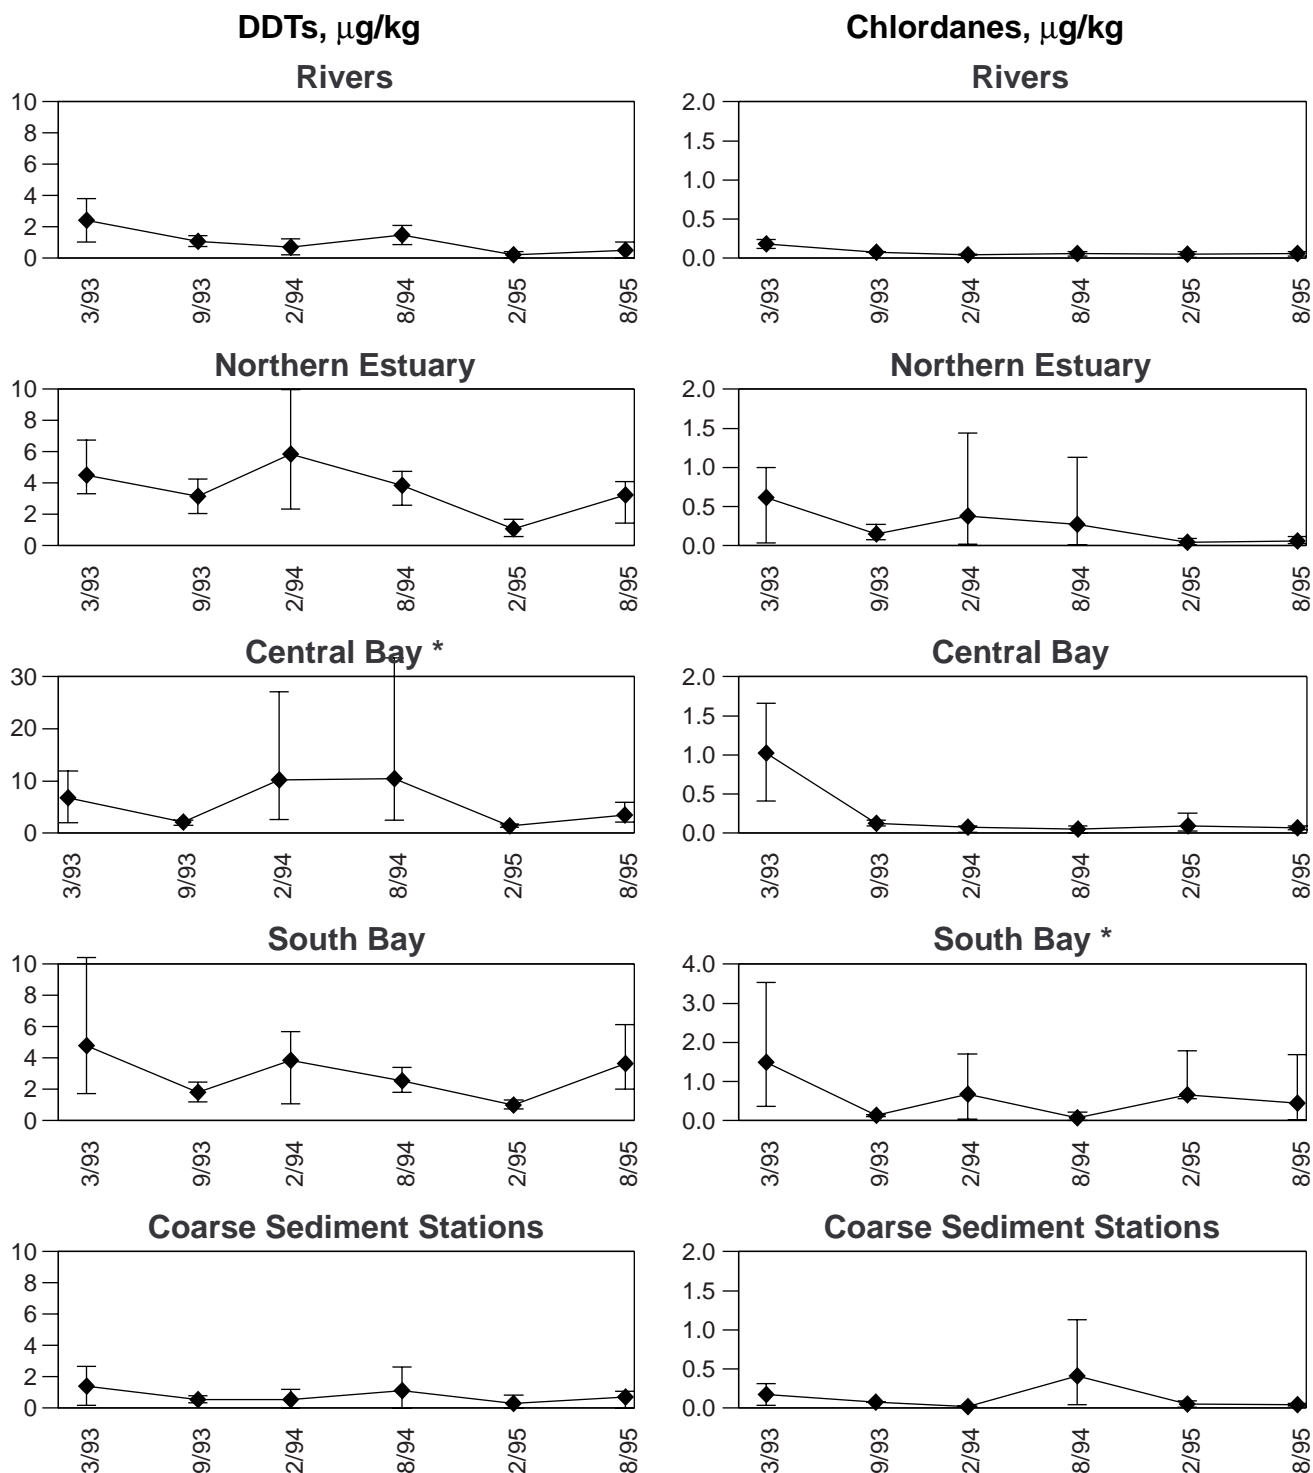 DDTs, μg/kg
Chlordanes, μg/kg
Rivers
10
8
6
4
2
0
3/93 9/93 2/94 8/94 2/95 8/95
Rivers
2.0
1.5
1.0
0.5
0.0
3/93 9/93 2/94 8/94 2/95 8/95
Northern Estuary
10
8
6
4
2
0
3/93 9/93 2/94 8/94 2/95 8/95
Northern Estuary
2.0
1.5
1.0
0.5
0.0
3/93 9/93 2/94 8/94 2/95 8/95
Central Bay *
30
20
10
0
3/93 9/93 2/94 8/94 2/95 8/95
Central Bay
2.0
1.5
1.0
0.5
0.0
3/93 9/93 2/94 8/94 2/95 8/95
South Bay
10
8
6
4
2
0
3/93 9/93 2/94 8/94 2/95 8/95
South Bay *
4.0
3.0
2.0
1.0
0.0
3/93 9/93 2/94 8/94 2/95 8/95
Coarse Sediment Stations
10
8
6
4
2
0
3/93 9/93 2/94 8/94 2/95 8/95
Coarse Sediment Stations
2.0
1.5
1.0
0.5
0.0
3/93 9/93 2/94 8/94 2/95 8/95